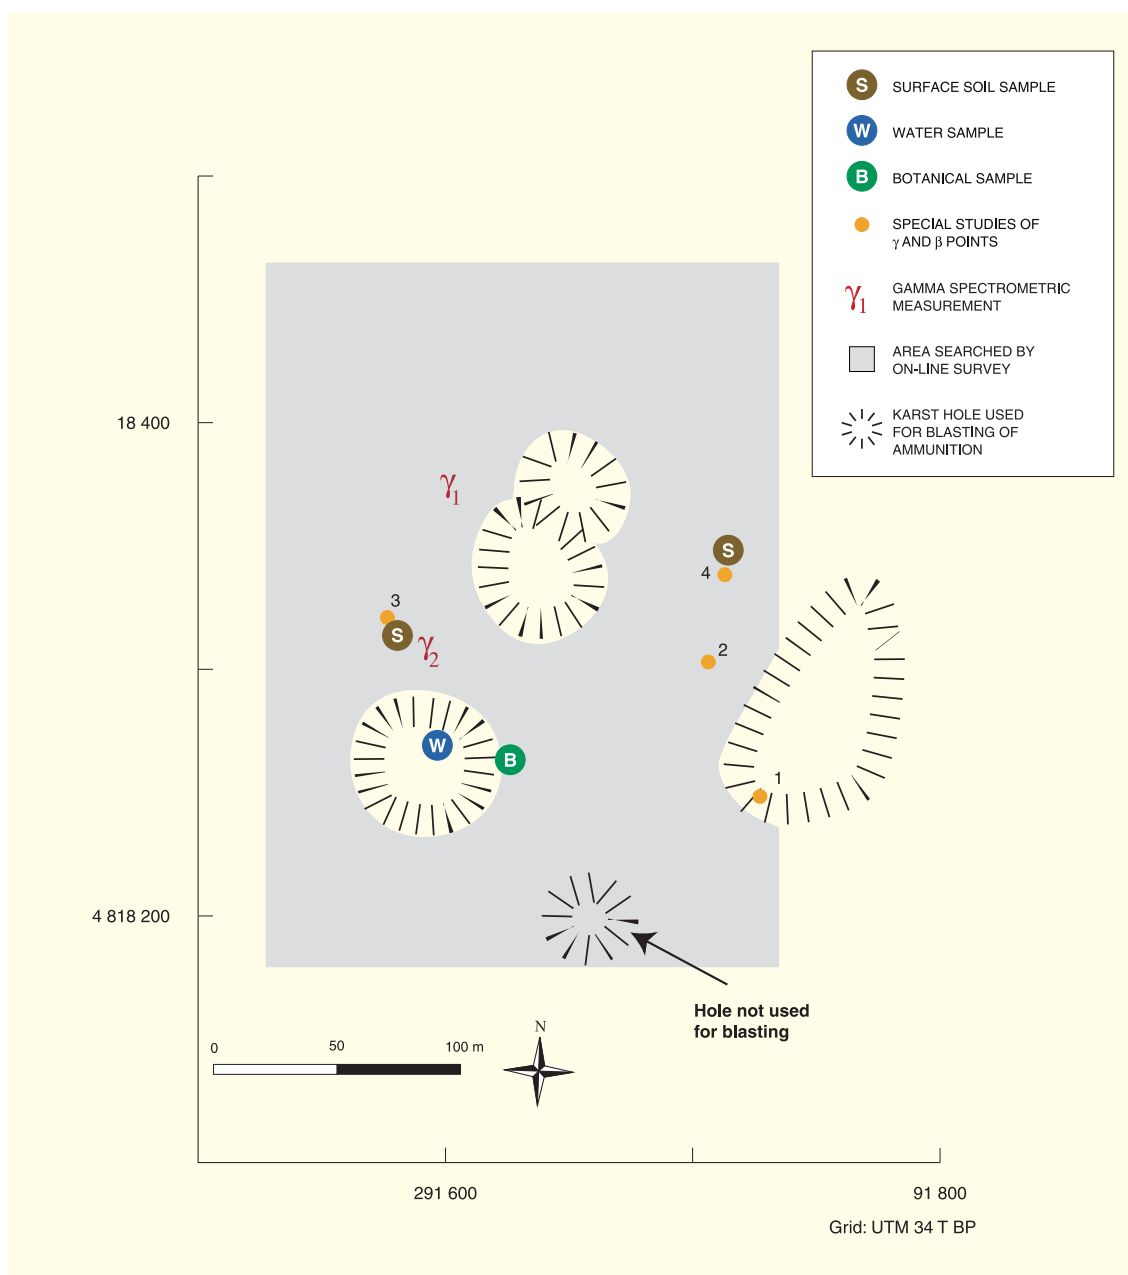 S SURFACE SOIL SAMPLE
W WATER SAMPLE
B BOTANICAL SAMPLE
SPECIAL STUDIES OF
γ AND β POINTS
γ1 GAMMA SPECTROMETRIC
MEASUREMENT
AREA SEARCHED BY
ON-LINE SURVEY
KARST HOLE USED
FOR BLASTING OF
AMMUNITION
18 400
γ1
S
4
3
S
γ2
2
W
B
1
4 818 200
Hole not used
for blasting
N
0 50 100 m
291 600
91 800
Grid: UTM 34 T BP